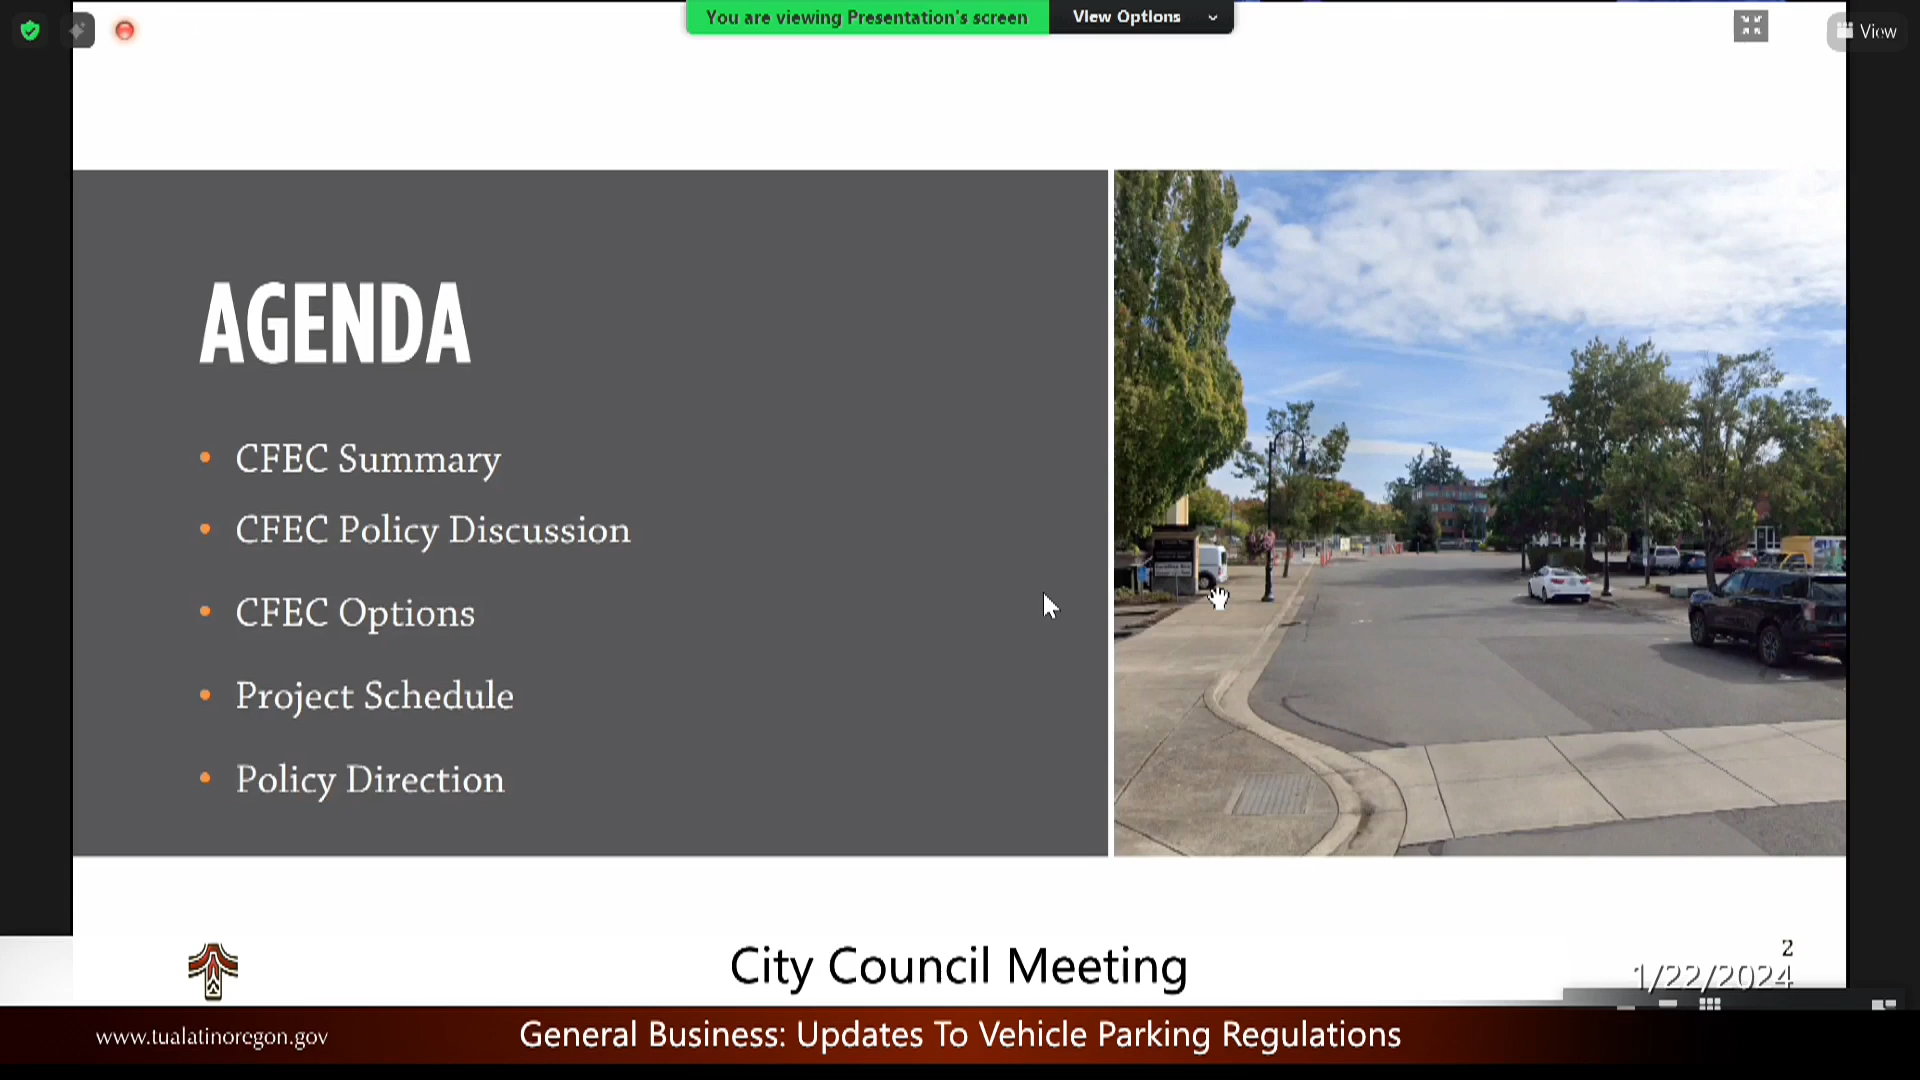 You are viewing Presentation's screen
View Options
View
AGENDA
• CFEC Summary
• CFEC Policy Discussion
• CFEC Options
• Project Schedule
• Policy Direction
City Council Meeting
2
1/22/2024
www.tualatinoregon.gov
General Business: Updates To Vehicle Parking Regulations